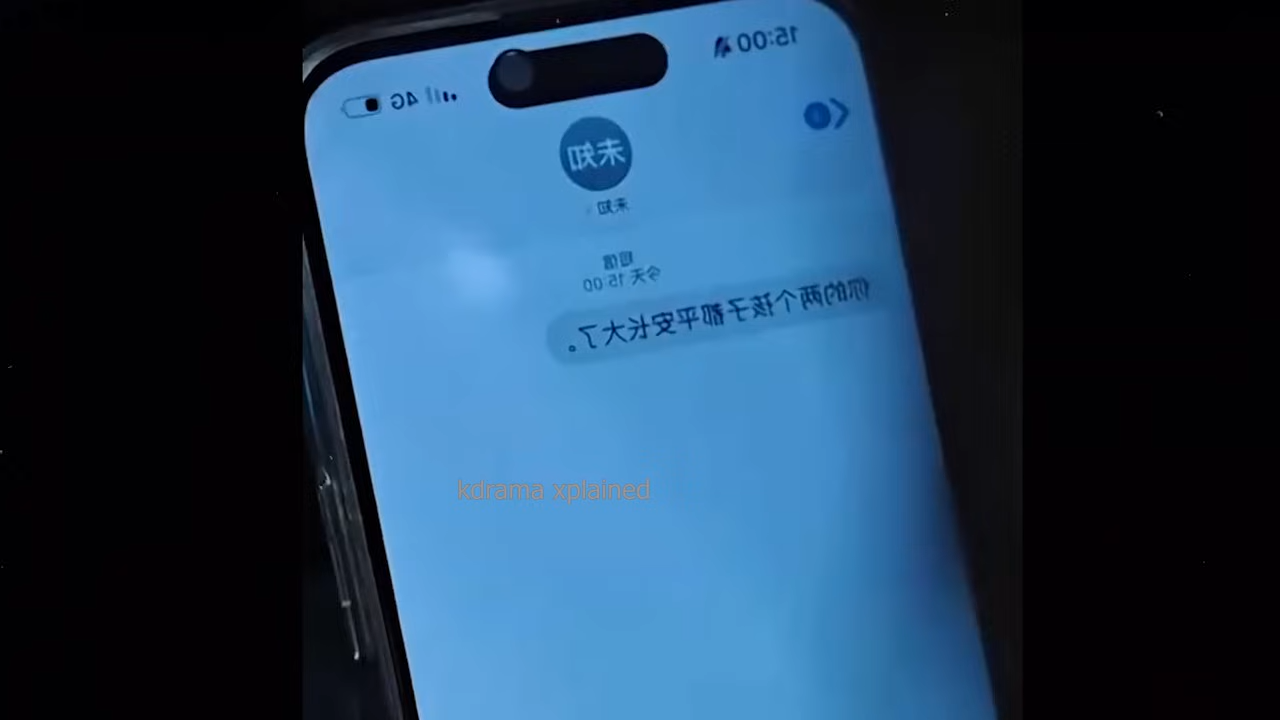 15:00
4G
未知
未知
短信
今天 15:00
你的两个孩子都平安长大了。
kdrama xplained